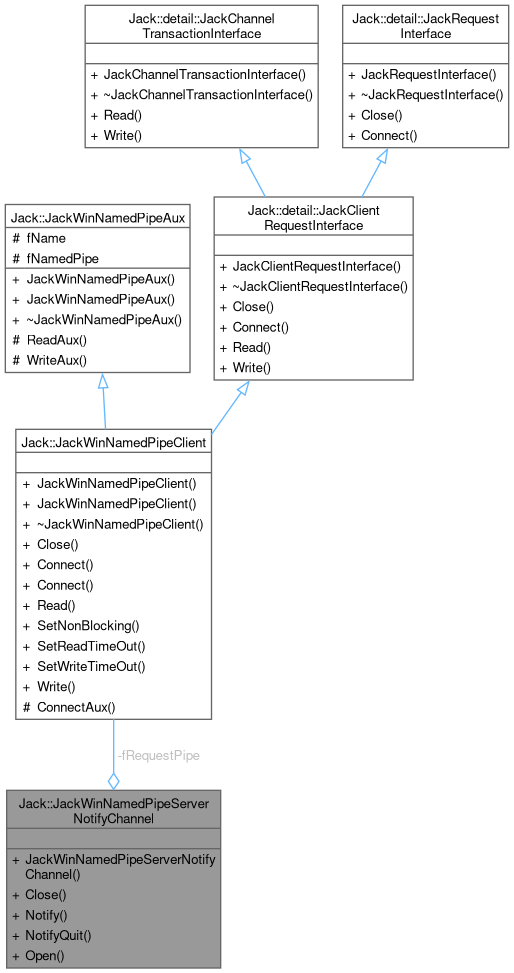 Jack::detail::JackChannel
TransactionInterface
+ JackChannelTransactionInterface()
+ ~JackChannelTransactionInterface()
+ Read()
+ Write()
Jack::detail::JackRequest
Interface
+ JackRequestInterface()
+ ~JackRequestInterface()
+ Close()
+ Connect()
Jack::JackWinNamedPipeAux
# fName
# fNamedPipe
+ JackWinNamedPipeAux()
+ JackWinNamedPipeAux()
+ ~JackWinNamedPipeAux()
# ReadAux()
# WriteAux()
Jack::detail::JackClient
RequestInterface
+ JackClientRequestInterface()
+ ~JackClientRequestInterface()
+ Close()
+ Connect()
+ Read()
+ Write()
Jack::JackWinNamedPipeClient
+ JackWinNamedPipeClient()
+ JackWinNamedPipeClient()
+ ~JackWinNamedPipeClient()
+ Close()
+ Connect()
+ Connect()
+ Read()
+ SetNonBlocking()
+ SetReadTimeOut()
+ SetWriteTimeOut()
+ Write()
# ConnectAux()
-fRequestPipe
Jack::JackWinNamedPipeServer
NotifyChannel
+ JackWinNamedPipeServerNotify
Channel()
+ Close()
+ Notify()
+ NotifyQuit()
+ Open()